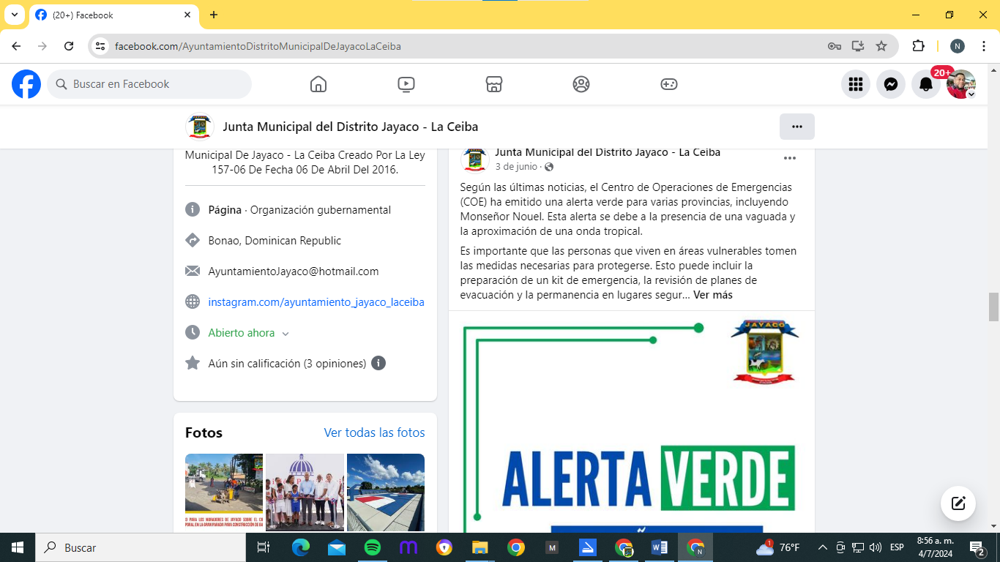 (20+) Facebook
facebook.com/AyuntamientoDistritoMunicipalDeJayacoLaCeiba
N
Buscar en Facebook
20+
Junta Municipal del Distrito Jayaco - La Ceiba
Municipal De Jayaco - La Ceiba Creado Por La Ley
157-06 De Fecha 06 De Abril Del 2016.
Página · Organización gubernamental
Bonao, Dominican Republic
AyuntamientoJayaco@hotmail.com
instagram.com/ayuntamiento_jayaco_laceiba
Abierto ahora
Aún sin calificación (3 opiniones)
Fotos
Ver todas las fotos
Junta Municipal del Distrito Jayaco - La Ceiba
3 de junio ·
Según las últimas noticias, el Centro de Operaciones de Emergencias
(COE) ha emitido una alerta verde para varias provincias, incluyendo
Monseñor Nouel. Esta alerta se debe a la presencia de una vaguada y
la aproximación de una onda tropical.
Es importante que las personas que viven en áreas vulnerables tomen
las medidas necesarias para protegerse. Esto puede incluir la
preparación de un kit de emergencia, la revisión de planes de
evacuación y la permanencia en lugares segur... Ver más
JAYACO
ALERTA VERDE
Buscar
M
N
1
76°F
ESP
8:56 a. m.
4/7/2024
2